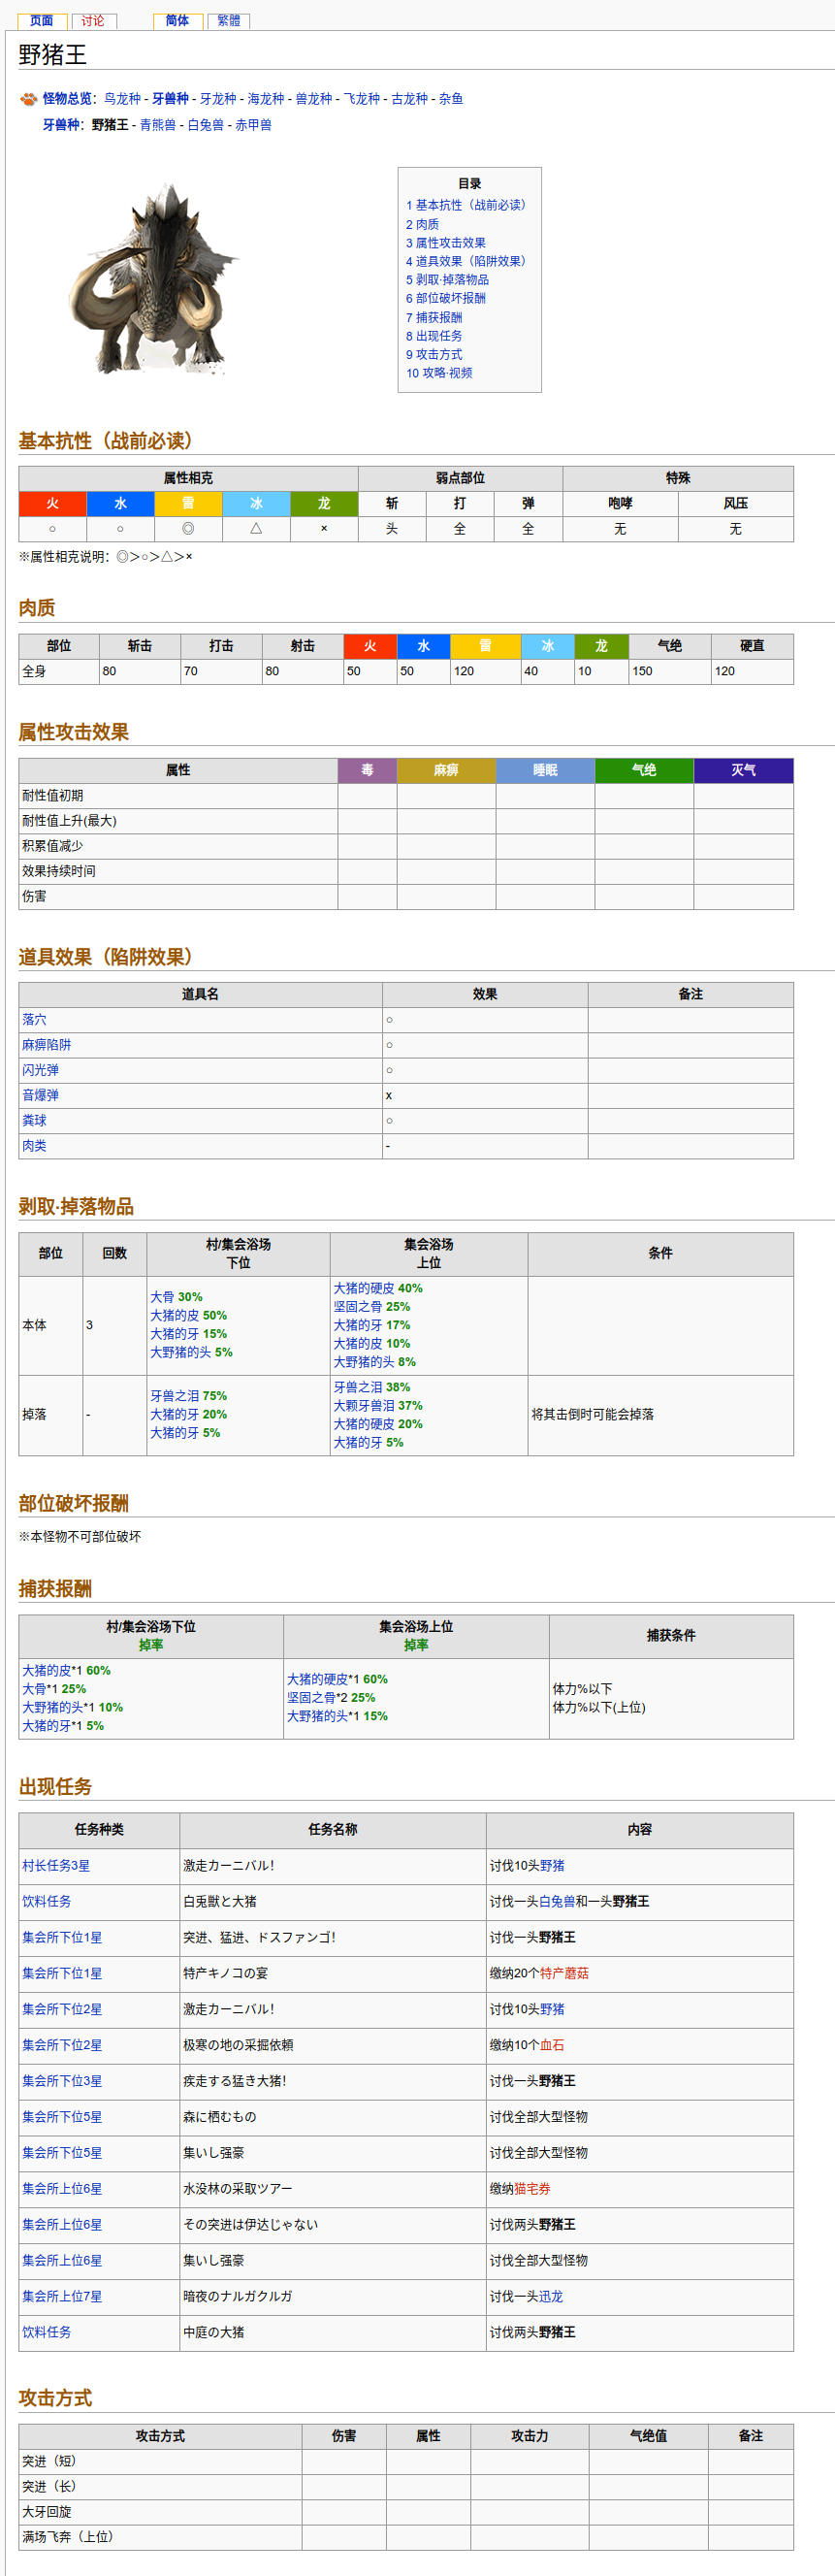 页面 讨论 简体 繁體
野猪王
怪物总览：鸟龙种 - 牙兽种 - 牙龙种 - 海龙种 - 兽龙种 - 飞龙种 - 古龙种 - 杂鱼
牙兽种：野猪王 - 青熊兽 - 白兔兽 - 赤甲兽
目录
1 基本抗性（战前必读）
2 肉质
3 属性攻击效果
4 道具效果（陷阱效果）
5 剥取·掉落物品
6 部位破坏报酬
7 捕获报酬
8 出现任务
9 攻击方式
10 攻略·视频
基本抗性（战前必读）
属性相克 弱点部位 特殊
火 水 雷 冰 龙 斩 打 弹 咆哮 风压
○ ○ ◎ △ × 头 全 全 无 无
※属性相克说明：◎＞○＞△＞×
肉质
部位 斩击 打击 射击 火 水 雷 冰 龙 气绝 硬直
全身 80 70 80 50 50 120 40 10 150 120
属性攻击效果
属性 毒 麻痹 睡眠 气绝 灭气
耐性值初期
耐性值上升(最大)
积累值减少
效果持续时间
伤害
道具效果（陷阱效果）
道具名 效果 备注
落穴 ○
麻痹陷阱 ○
闪光弹 ○
音爆弹 x
粪球 ○
肉类 -
剥取·掉落物品
部位 回数 村/集会浴场 下位 集会浴场 上位 条件
本体 3
大骨 30%
大猪的皮 50%
大猪的牙 15%
大野猪的头 5%
大猪的硬皮 40%
坚固之骨 25%
大猪的牙 17%
大猪的皮 10%
大野猪的头 8%
掉落 -
牙兽之泪 75%
大猪的牙 20%
大猪的牙 5%
牙兽之泪 38%
大颗牙兽泪 37%
大猪的硬皮 20%
大猪的牙 5%
将其击倒时可能会掉落
部位破坏报酬
※本怪物不可部位破坏
捕获报酬
村/集会浴场下位 集会浴场上位 捕获条件
掉率 掉率
大猪的皮*1 60%
大骨*1 25%
大野猪的头*1 10%
大猪的牙*1 5%
大猪的硬皮*1 60%
坚固之骨*2 25%
大野猪的头*1 15%
体力%以下
体力%以下(上位)
出现任务
任务种类 任务名称 内容
村长任务3星 激走カーニバル！ 讨伐10头野猪
饮料任务 白兎獣と大猪 讨伐一头白兔兽和一头野猪王
集会所下位1星 突进、猛进、ドスファンゴ！ 讨伐一头野猪王
集会所下位1星 特产キノコの宴 缴纳20个特产蘑菇
集会所下位2星 激走カーニバル！ 讨伐10头野猪
集会所下位2星 极寒の地の采掘依頼 缴纳10个血石
集会所下位3星 疾走する猛き大猪！ 讨伐一头野猪王
集会所下位5星 森に栖むもの 讨伐全部大型怪物
集会所下位5星 集いし强豪 讨伐全部大型怪物
集会所上位6星 水没林の采取ツアー 缴纳猫宅券
集会所上位6星 その突进は伊达じゃない 讨伐两头野猪王
集会所上位6星 集いし强豪 讨伐全部大型怪物
集会所上位7星 暗夜のナルガクルガ 讨伐一头迅龙
饮料任务 中庭の大猪 讨伐两头野猪王
攻击方式
攻击方式 伤害 属性 攻击力 气绝值 备注
突进（短）
突进（长）
大牙回旋
满场飞奔（上位）